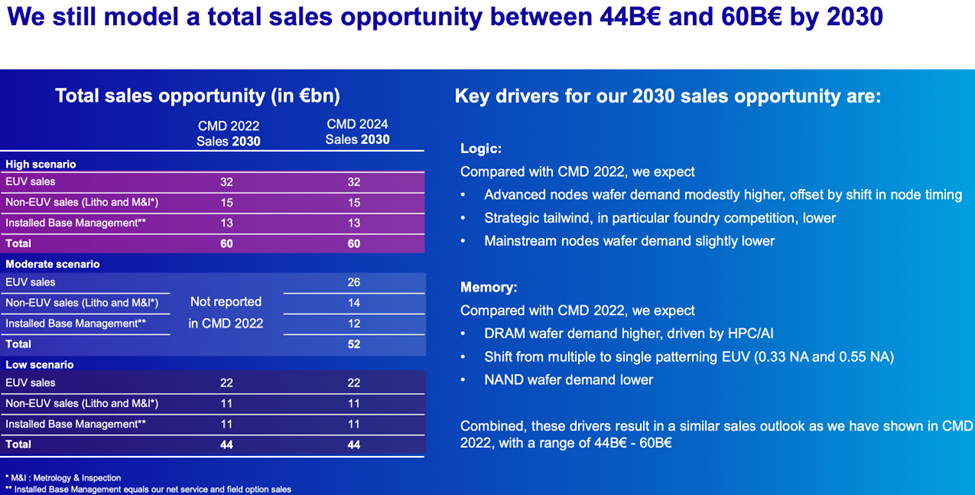 We still model a total sales opportunity between 44B€ and 60B€ by 2030
Total sales opportunity (in €bn)
CMD 2022 CMD 2024
Sales 2030 Sales 2030
High scenario
EUV sales 32 32
Non-EUV sales (Litho and M&I*) 15 15
Installed Base Management** 13 13
Total 60 60
Moderate scenario
EUV sales 26
Non-EUV sales (Litho and M&I*) Not reported 14
Installed Base Management** in CMD 2022 12
Total 52
Low scenario
EUV sales 22 22
Non-EUV sales (Litho and M&I*) 11 11
Installed Base Management** 11 11
Total 44 44
* M&I : Metrology & Inspection
** Installed Base Management equals our net service and field option sales
Key drivers for our 2030 sales opportunity are:
Logic:
Compared with CMD 2022, we expect
• Advanced nodes wafer demand modestly higher, offset by shift in node timing
• Strategic tailwind, in particular foundry competition, lower
• Mainstream nodes wafer demand slightly lower
Memory:
Compared with CMD 2022, we expect
• DRAM wafer demand higher, driven by HPC/AI
• Shift from multiple to single patterning EUV (0.33 NA and 0.55 NA)
• NAND wafer demand lower
Combined, these drivers result in a similar sales outlook as we have shown in CMD
2022, with a range of 44B€ - 60B€